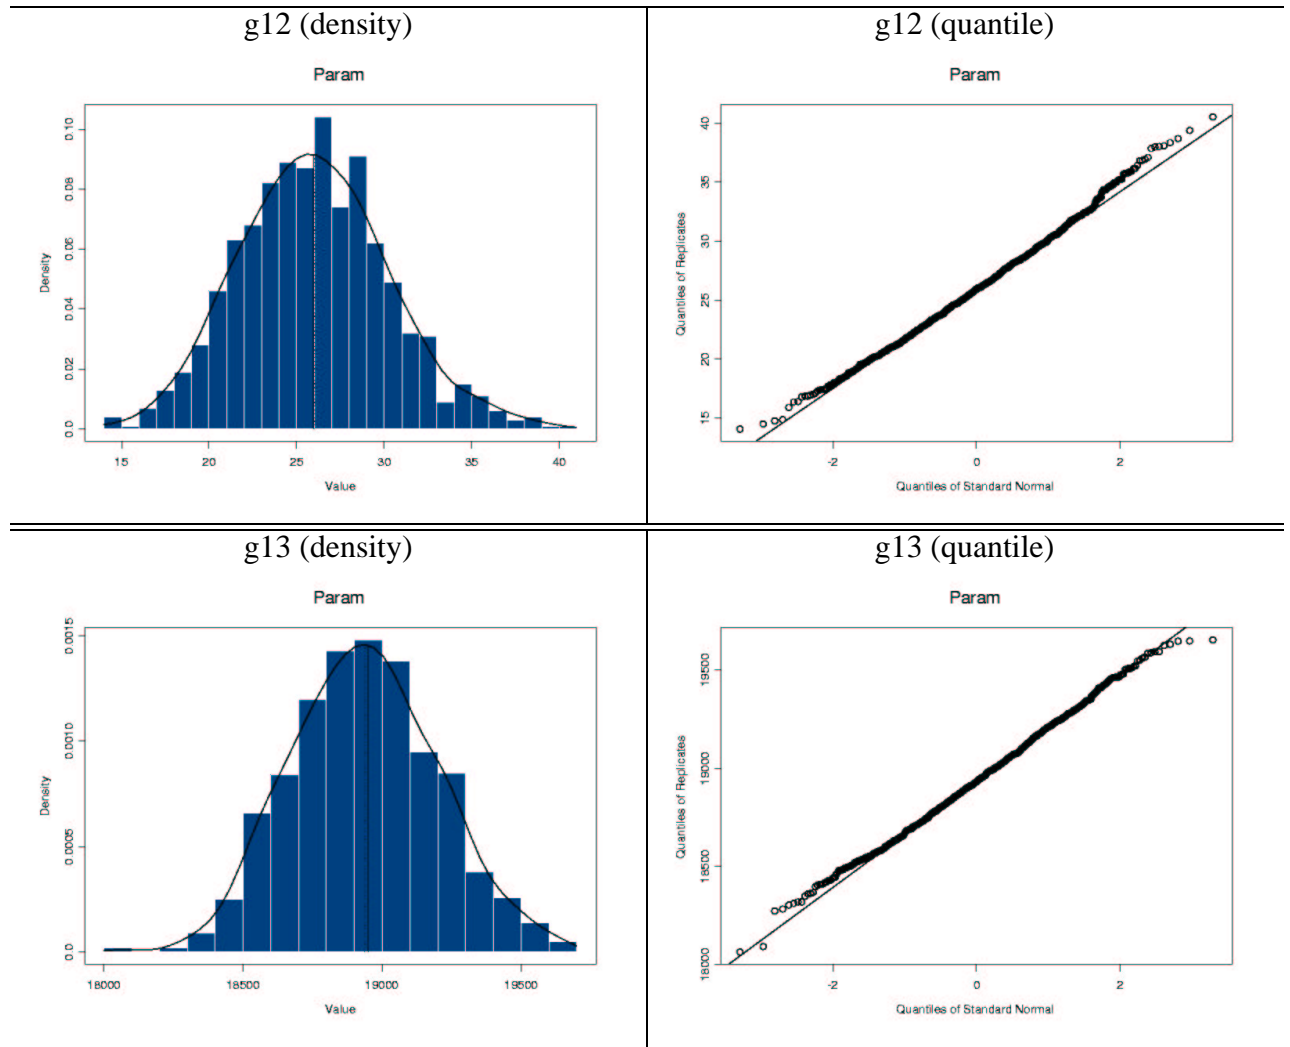 g12 (density)
g12 (quantile)
Param
Density
0.0
0.02
0.04
0.06
0.08
0.10
15
20
25
30
35
40
Value
Param
Quantiles of Replicates
15
20
25
30
35
40
-2
0
2
Quantiles of Standard Normal
g13 (density)
g13 (quantile)
Param
Density
0.0
0.0005
0.0010
0.0015
18000
18500
19000
19500
Value
Param
Quantiles of Replicates
18000
18500
19000
19500
-2
0
2
Quantiles of Standard Normal